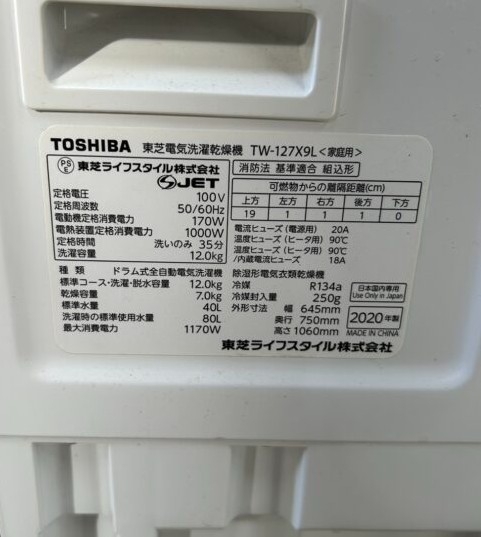 TOSHIBA 東芝電気洗濯乾燥機 TW-127X9L<家庭用>
PSE 東芝ライフスタイル株式会社
JET
定格電圧 100V
定格周波数 50/60Hz
電動機定格消費電力 170W
電熱装置定格消費電力 1000W
定格時間 洗いのみ 35分
洗濯容量 12.0kg
消防法 基準適合 組込形
可燃物からの離隔距離(cm)
上方 左方 右方 後方 下方
19 1 1 1 0
電流ヒューズ(電源用) 20A
温度ヒューズ(ヒータ用) 90℃
温度ヒューズ(ヒータ用) 90℃
/内蔵電流ヒューズ 18A
種類 ドラム式全自動電気洗濯機
標準コース・洗濯・脱水容量 12.0kg
乾燥容量 7.0kg
標準水量 40L
洗濯時の標準使用水量 80L
最大消費電力 1170W
除湿形電気衣類乾燥機
冷媒 R134a
冷媒封入量 250g
外形寸法 幅 645mm
奥行 750mm
高さ 1060mm
日本国内専用
Use Only in Japan
2020年製
MADE IN CHINA
東芝ライフスタイル株式会社